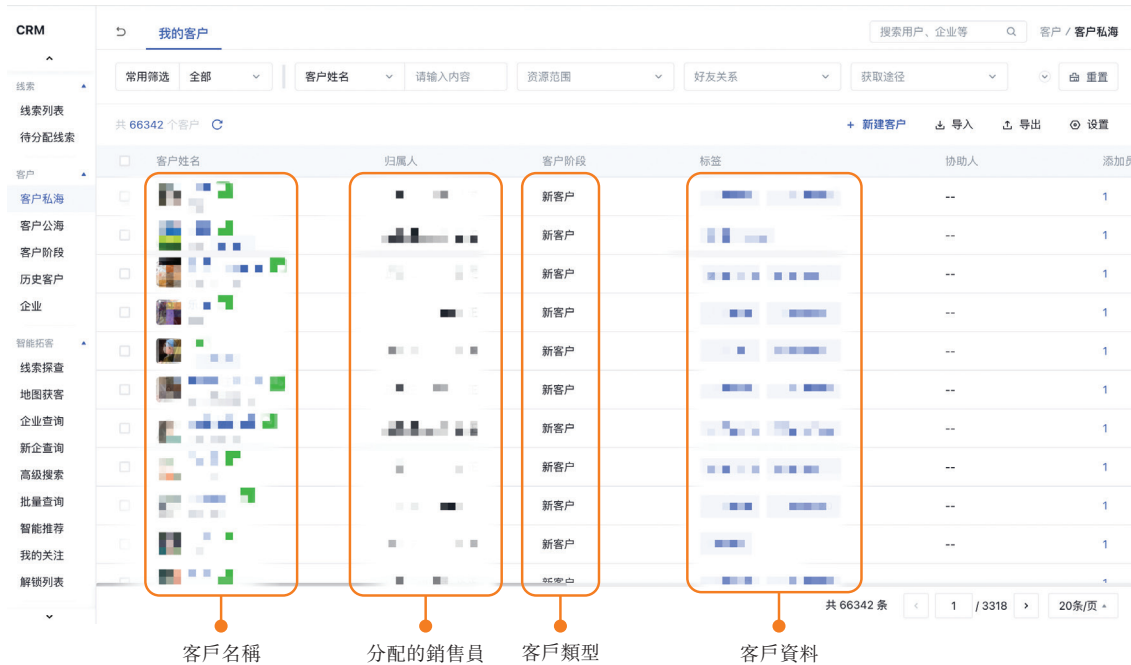 CRM
我的客户
搜索用户、企业等
客户 / 客户私海
常用筛选 全部
客户姓名 请输入内容
资源范围
好友关系
获取途径
重置
共 66342 个客户
+ 新建客户
导入
导出
设置
线索
线索列表
待分配线索
客户
客户私海
客户公海
客户阶段
历史客户
企业
智能拓客
线索探查
地图获客
企业查询
新企查询
高级搜索
批量查询
智能推荐
我的关注
解锁列表
客户姓名 归属人 客户阶段 标签 协助人 添加员
新客户 -- 1
新客户 -- 1
新客户 -- 1
新客户 -- 1
新客户 -- 1
新客户 -- 1
新客户 -- 1
新客户 -- 1
新客户 -- 1
新客户 -- 1
新客户 -- 1
共 66342 条 1 / 3318 20条/页
客戶名稱 分配的銷售員 客戶類型 客戶資料